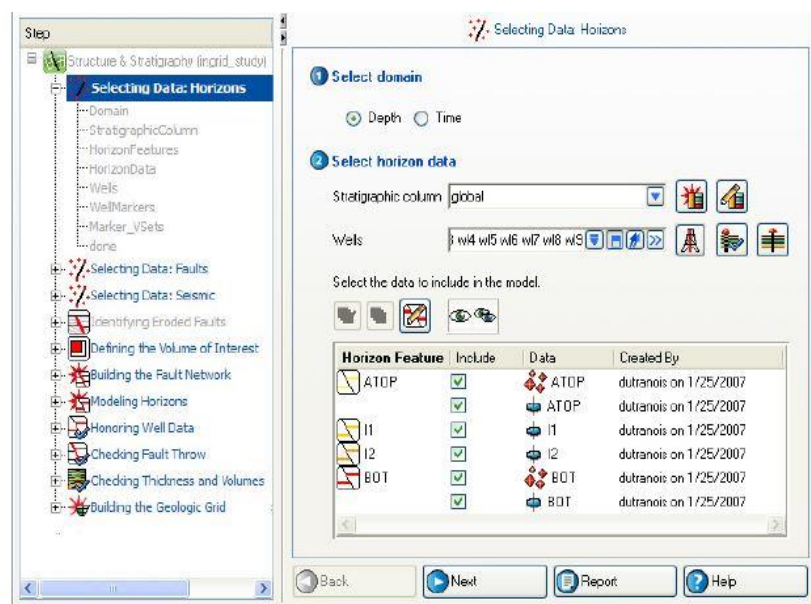 Step
Structure & Stratigraphy (ingrid_study)
Selecting Data: Horizons
Domain
StratigraphicColumn
HorizonFeatures
HorizonData
Wells
WellMarkers
Marker_VSets
done
Selecting Data: Faults
Selecting Data: Seismic
Identifying Eroded Faults
Defining the Volume of Interest
Building the Fault Network
Modeling Horizons
Honoring Well Data
Checking Fault Throw
Checking Thickness and Volumes
Building the Geologic Grid
Selecting Data: Horizons
1 Select domain
Depth Time
2 Select horizon data
Stratigraphic column global
Wells wl4 wl5 wl6 wl7 wl8 wl9
Select the data to include in the model.
Horizon Feature Include Data Created By
ATOP ATOP dutranois on 1/25/2007
ATOP dutranois on 1/25/2007
I1 I1 dutranois on 1/25/2007
I2 I2 dutranois on 1/25/2007
BOT BOT dutranois on 1/25/2007
BOT dutranois on 1/25/2007
Back Next Report Help